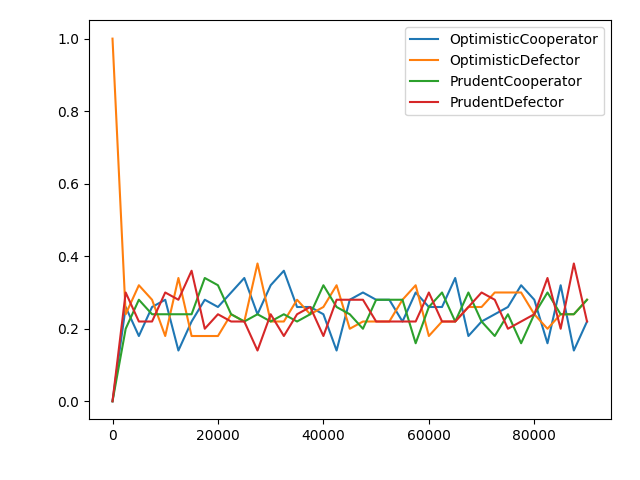 OptimisticCooperator
OptimisticDefector
PrudentCooperator
PrudentDefector
1.0
0.8
0.6
0.4
0.2
0.0
0 20000 40000 60000 80000